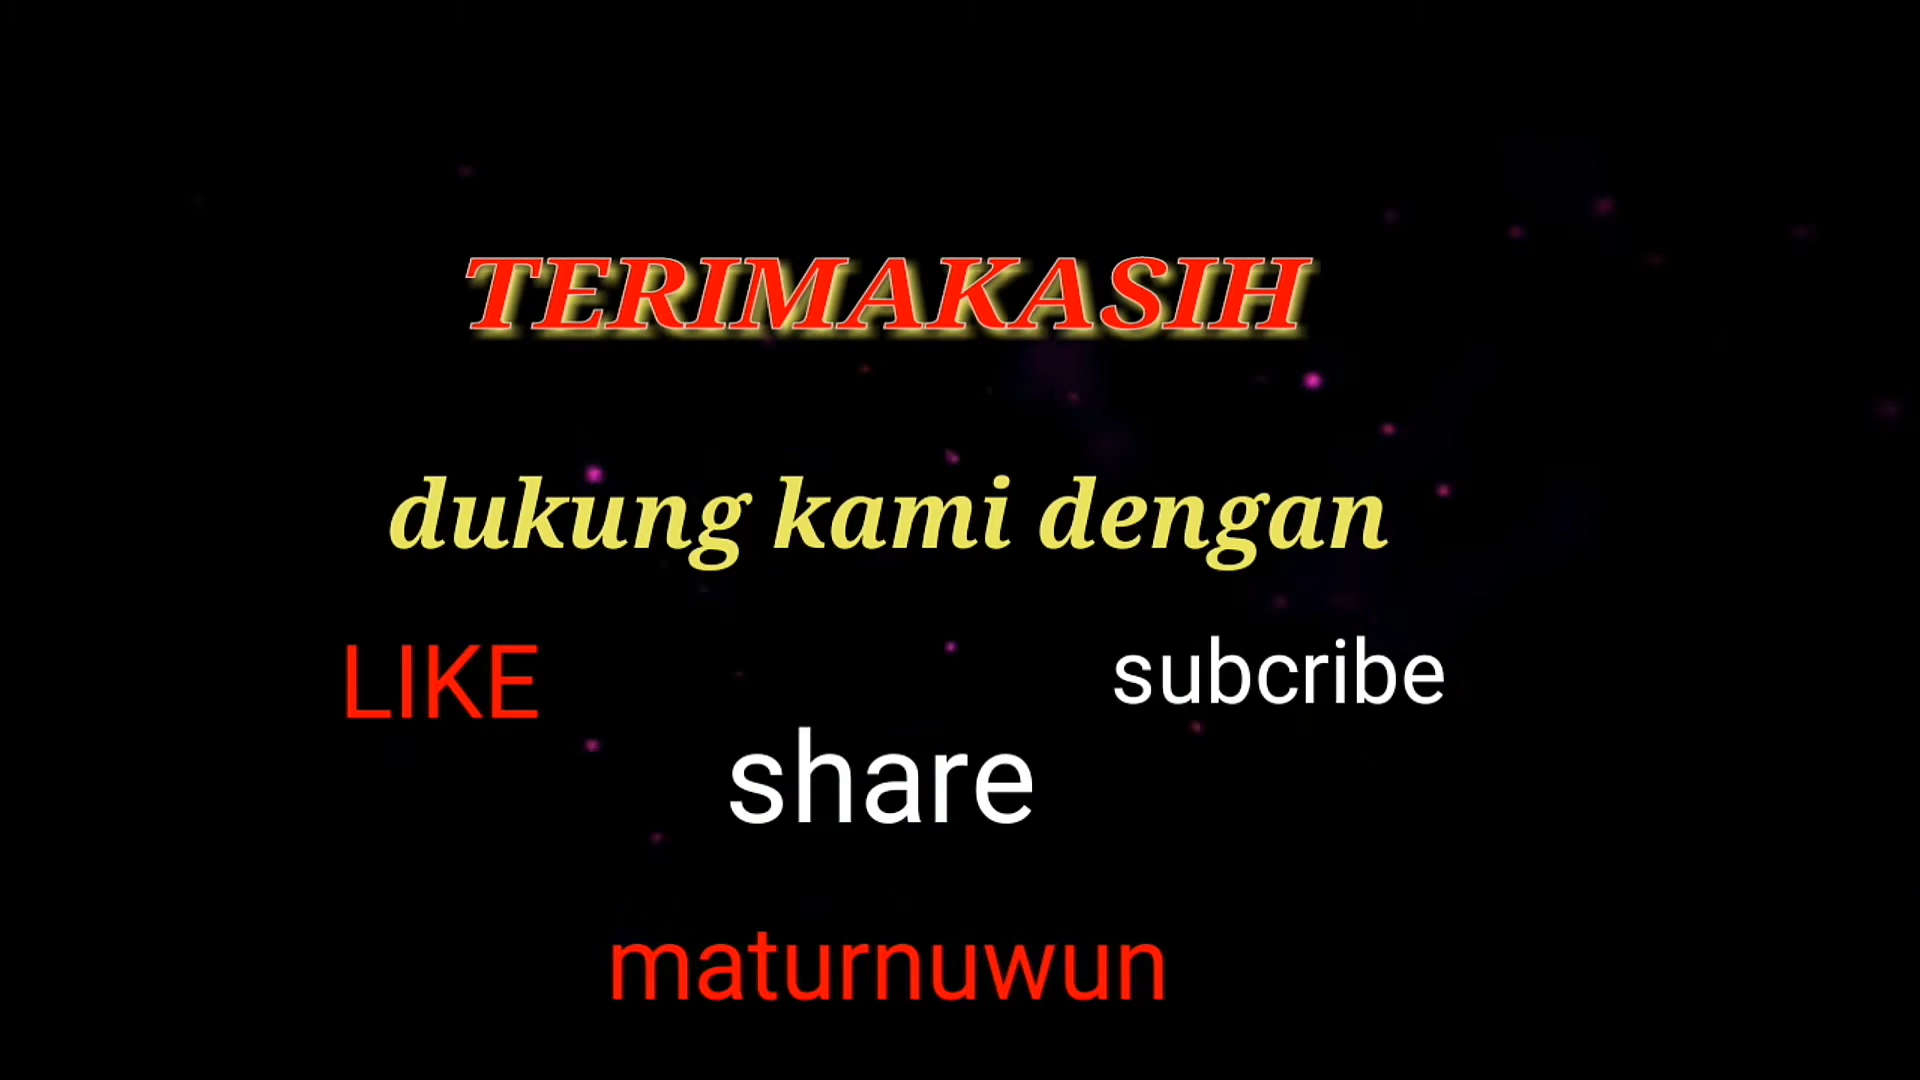 TERIMAKASIH
dukung kami dengan
LIKE
subcribe
share
maturnuwun